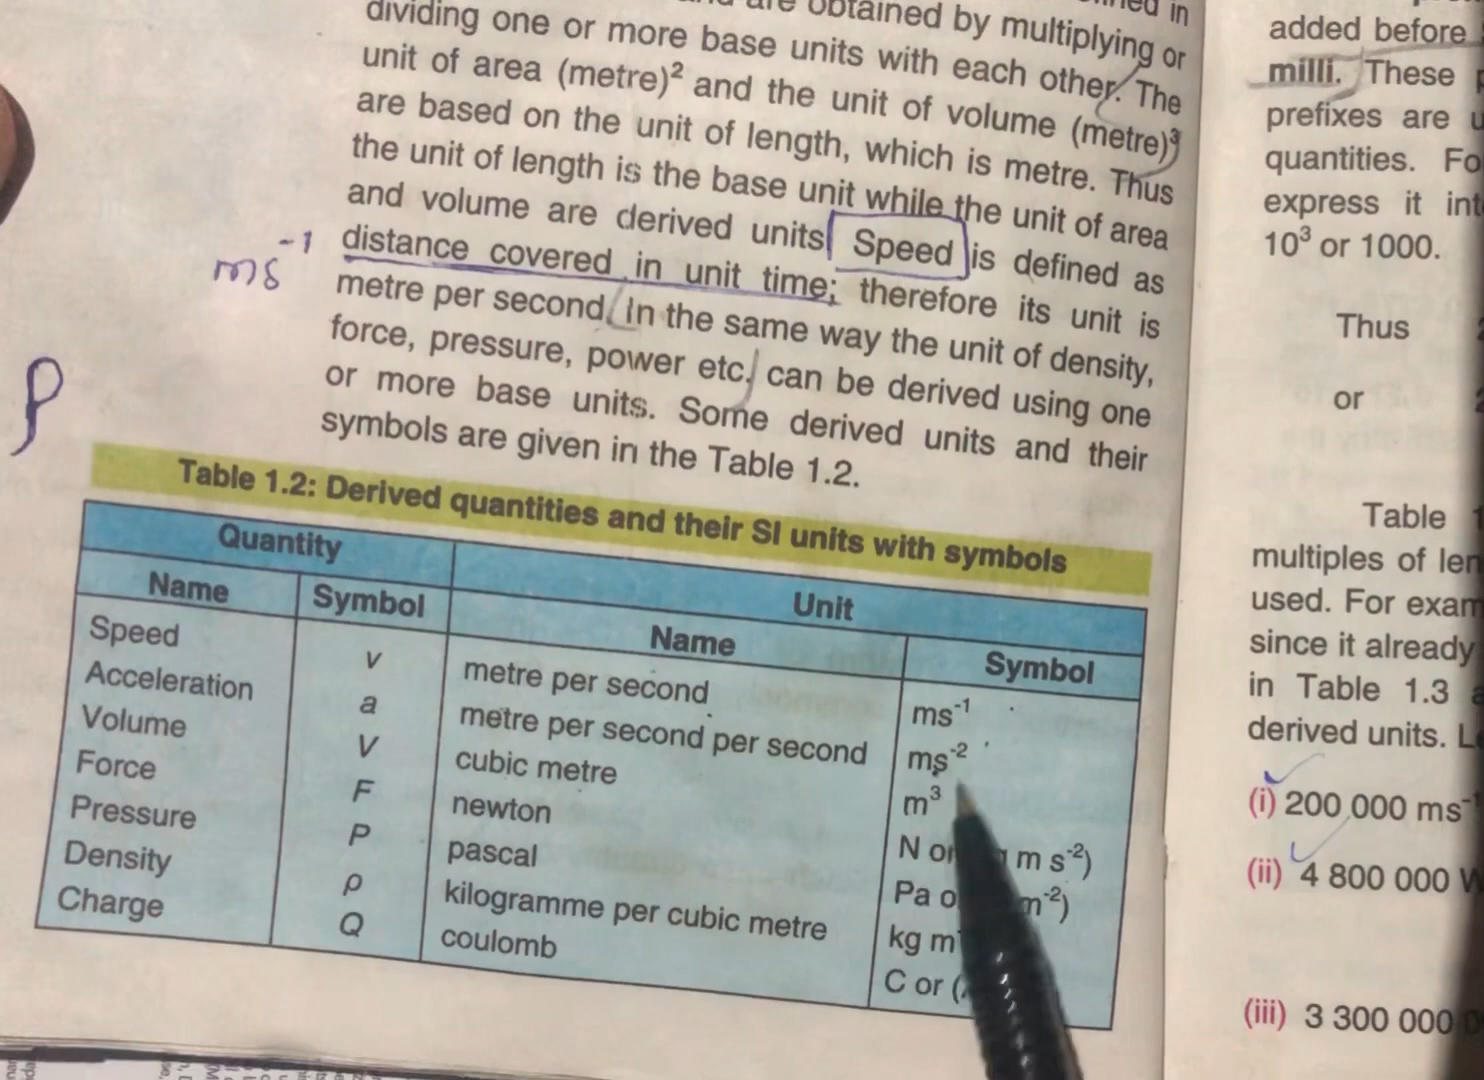 are obtained by multiplying or
dividing one or more base units with each other. The
unit of area (metre)² and the unit of volume (metre)³
are based on the unit of length, which is metre. Thus
the unit of length is the base unit while the unit of area
and volume are derived units. Speed is defined as
distance covered in unit time; therefore its unit is
metre per second. In the same way the unit of density,
force, pressure, power etc. can be derived using one
or more base units. Some derived units and their
symbols are given in the Table 1.2.
ms⁻¹
ρ
Table 1.2: Derived quantities and their SI units with symbols
Quantity Unit
Name Symbol Name Symbol
Speed v metre per second ms⁻¹
Acceleration a metre per second per second ms⁻²
Volume V cubic metre m³
Force F newton N or m s⁻²)
Pressure P pascal Pa o m⁻²)
Density ρ kilogramme per cubic metre kg m
Charge Q coulomb C or (
added before
milli. These
prefixes are
quantities. Fo
express it int
10³ or 1000.
Thus
or
Table
multiples of len
used. For exam
since it already
in Table 1.3
derived units. L
(i) 200 000 ms⁻
(ii) 4 800 000 W
(iii) 3 300 000